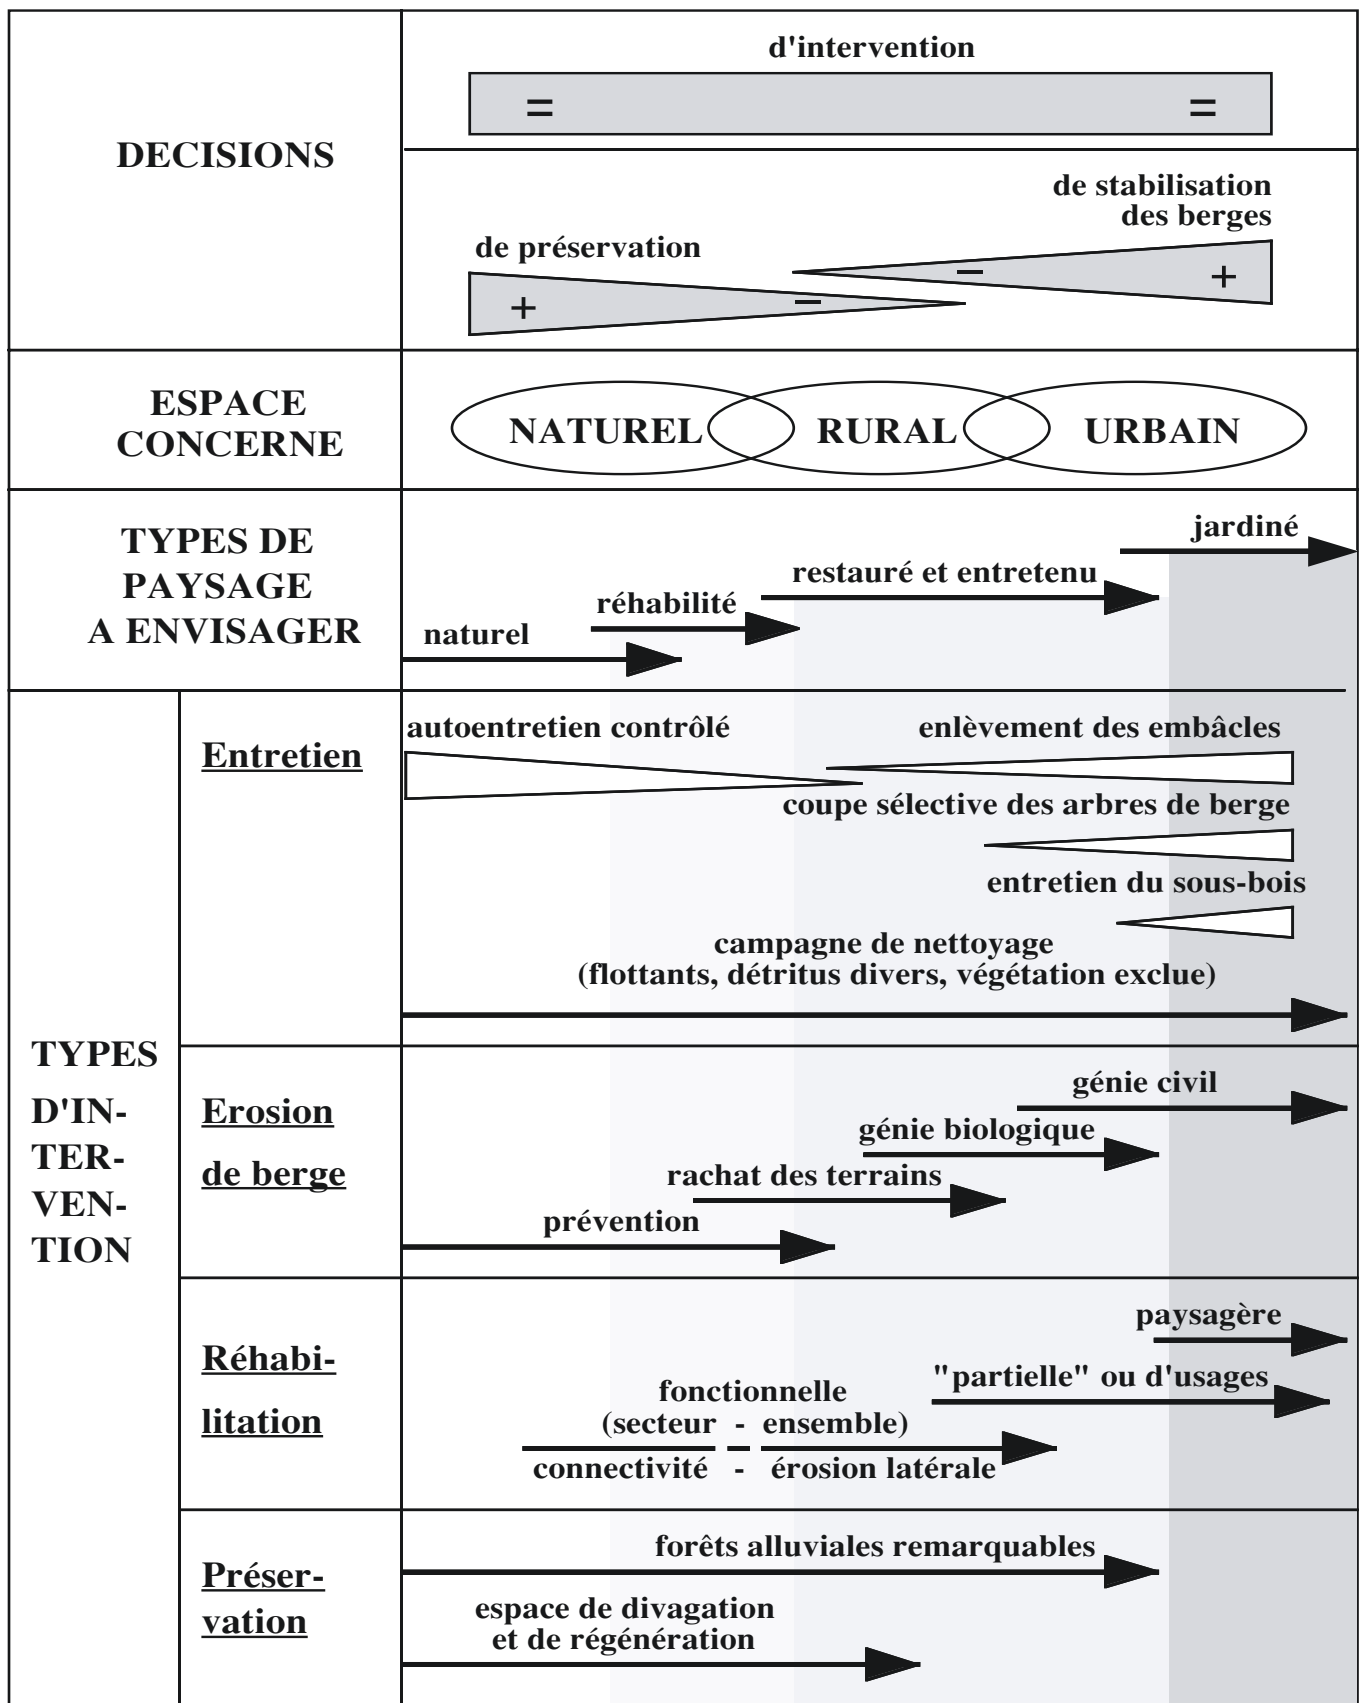 DECISIONS
d'intervention
= =
de stabilisation
des berges
de préservation
+ − − +
ESPACE
CONCERNE
NATUREL RURAL URBAIN
TYPES DE
PAYSAGE
A ENVISAGER
jardiné
restauré et entretenu
réhabilité
naturel
TYPES
D'IN-
TER-
VEN-
TION
Entretien
autoentretien contrôlé
enlèvement des embâcles
coupe sélective des arbres de berge
entretien du sous-bois
campagne de nettoyage
(flottants, détritus divers, végétation exclue)
Erosion
de berge
génie civil
génie biologique
rachat des terrains
prévention
Réhabi-
litation
paysagère
"partielle" ou d'usages
fonctionnelle
(secteur - ensemble)
connectivité - érosion latérale
Préser-
vation
forêts alluviales remarquables
espace de divagation
et de régénération